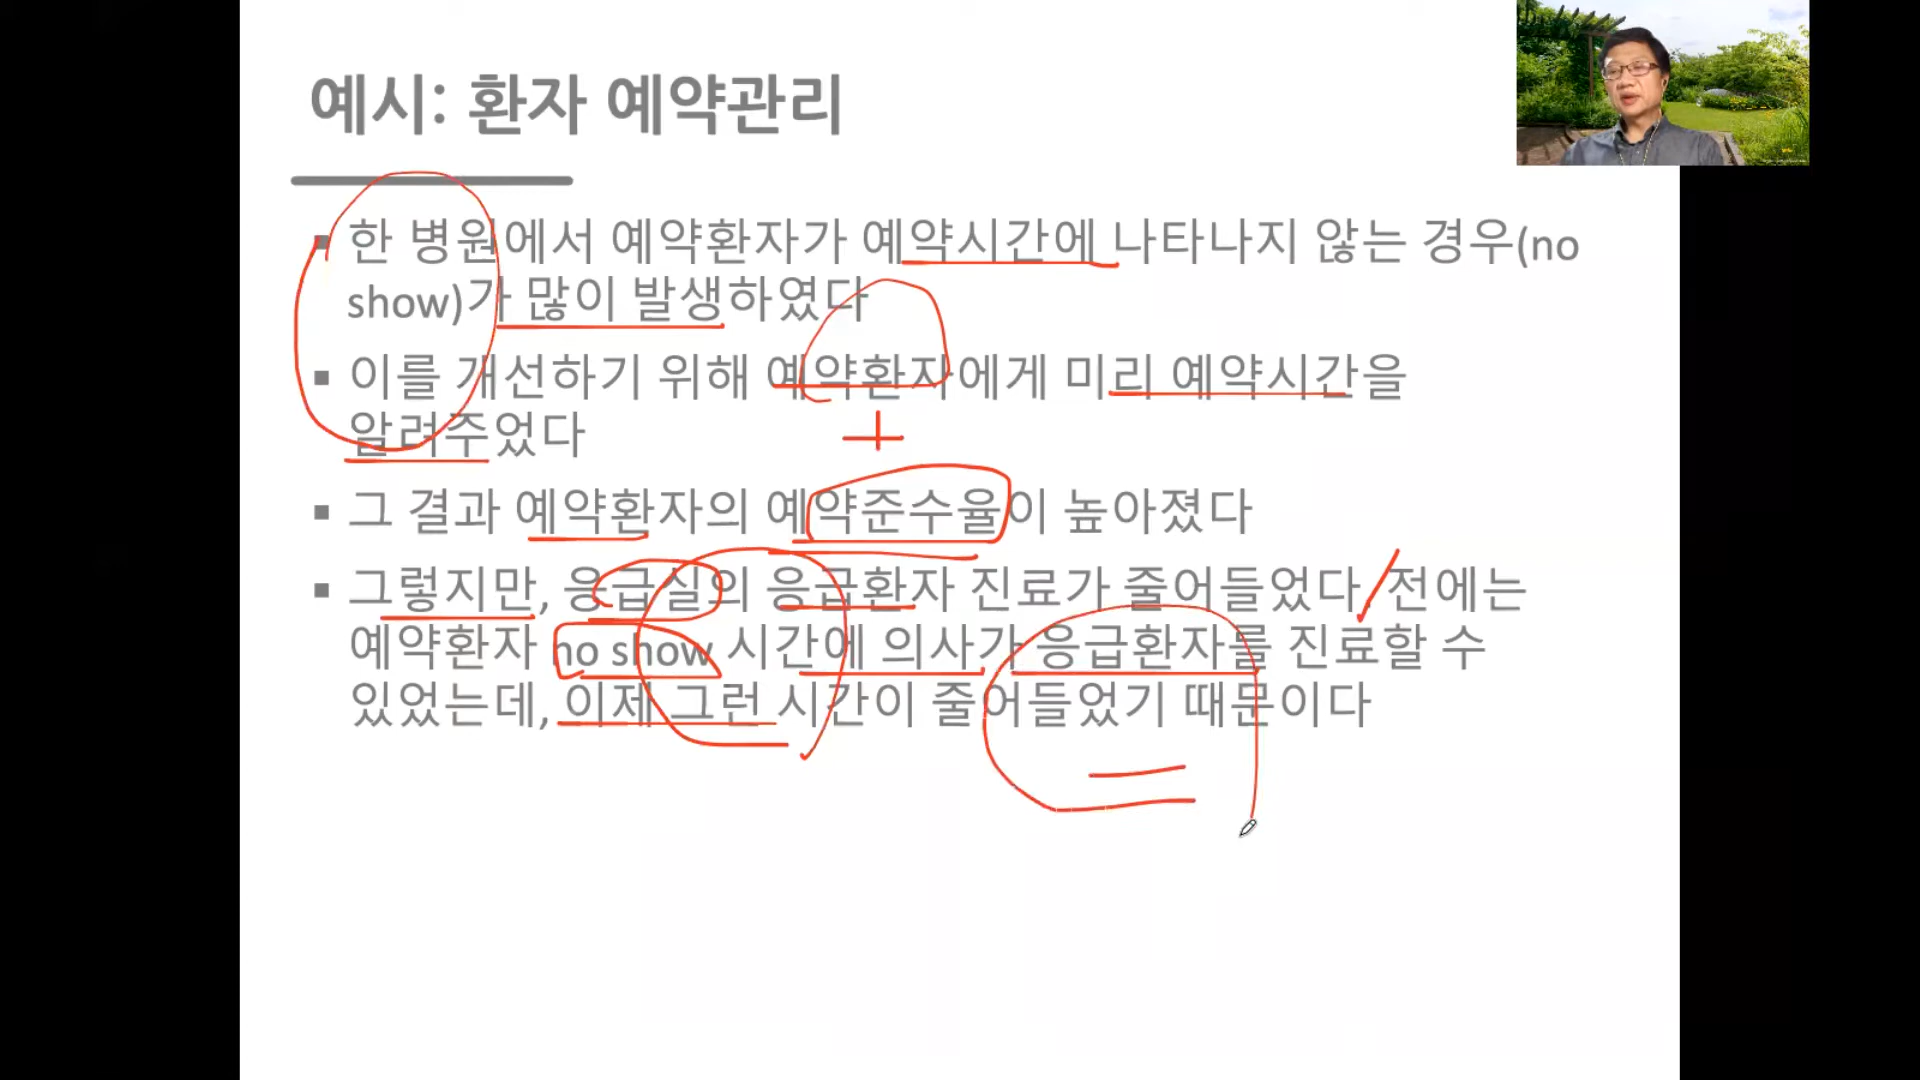 예시: 환자 예약관리
▪ 한 병원에서 예약환자가 예약시간에 나타나지 않는 경우(no
show)가 많이 발생하였다
▪ 이를 개선하기 위해 예약환자에게 미리 예약시간을
알려주었다
▪ 그 결과 예약환자의 예약준수율이 높아졌다
▪ 그렇지만, 응급실의 응급환자 진료가 줄어들었다. 전에는
예약환자 no show 시간에 의사가 응급환자를 진료할 수
있었는데, 이제 그런 시간이 줄어들었기 때문이다